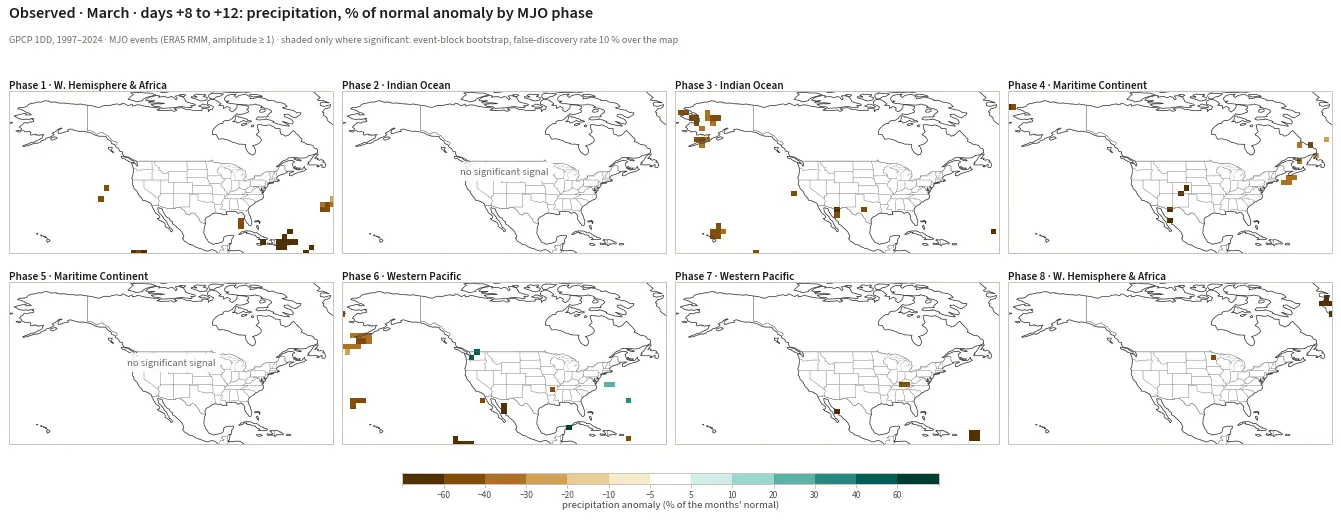 Observed · March · days +8 to +12: precipitation, % of normal anomaly by MJO phase
GPCP 1DD, 1997–2024 · MJO events (ERA5 RMM, amplitude ≥ 1) · shaded only where significant: event-block bootstrap, false-discovery rate 10 % over the map
Phase 1 · W. Hemisphere & Africa
Phase 2 · Indian Ocean
Phase 3 · Indian Ocean
Phase 4 · Maritime Continent
no significant signal
Phase 5 · Maritime Continent
Phase 6 · Western Pacific
Phase 7 · Western Pacific
Phase 8 · W. Hemisphere & Africa
no significant signal
−60 −40 −30 −20 −10 −5 5 10 20 30 40 60
precipitation anomaly (% of the months' normal)